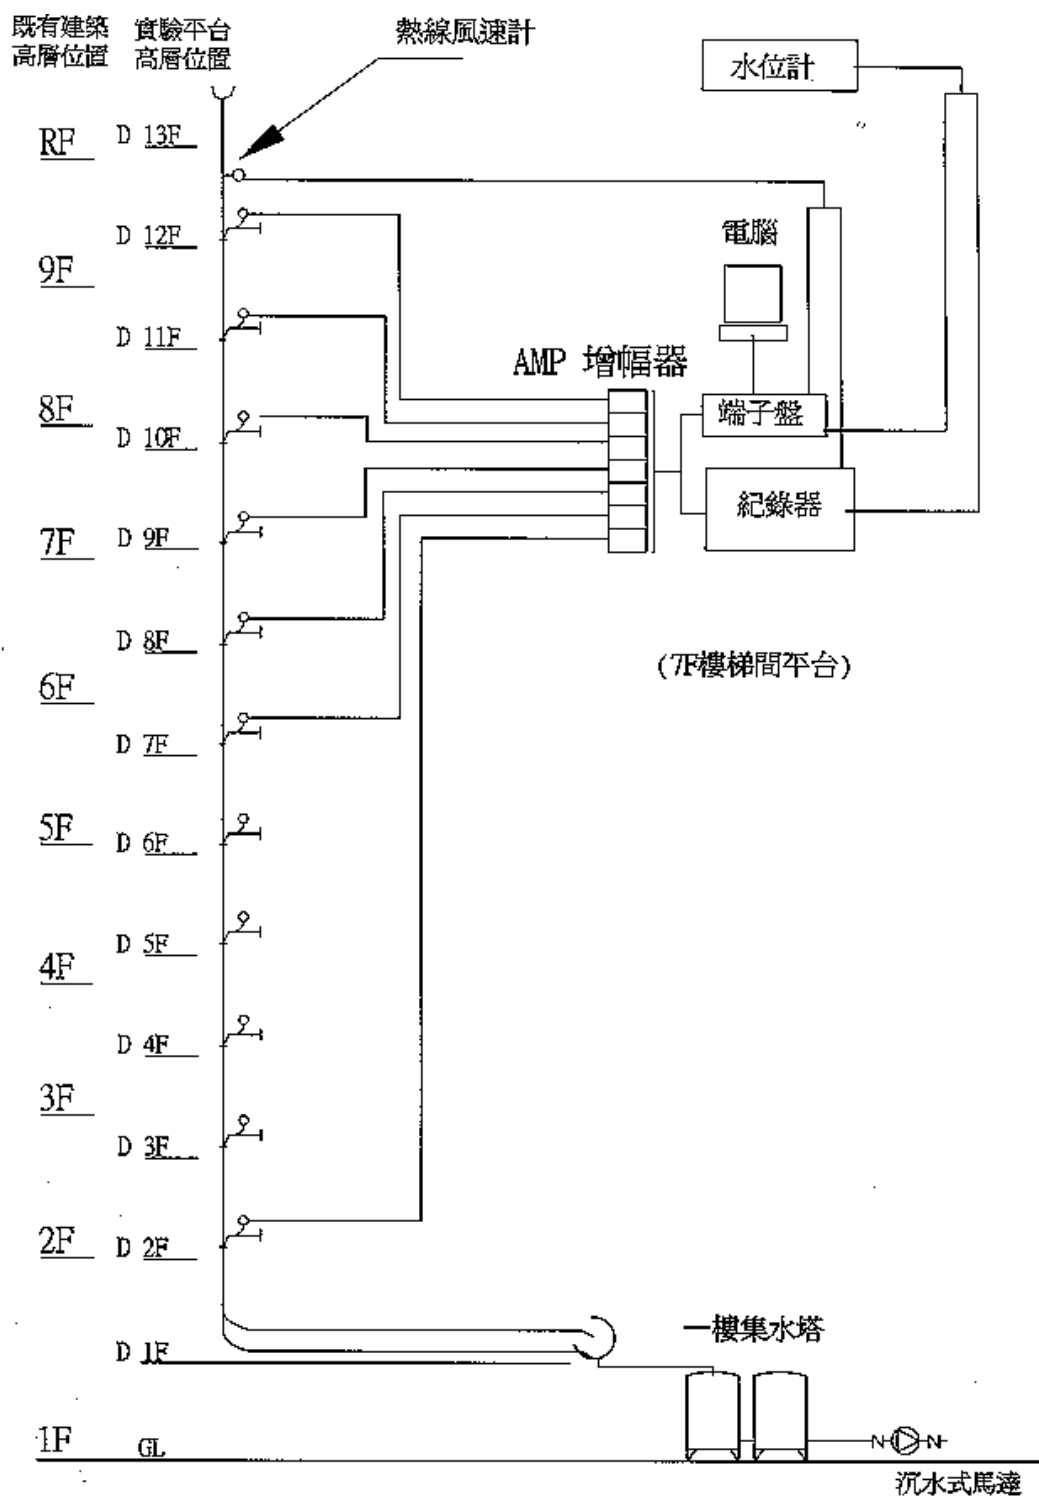 既有建築
高層位置
實驗平台
高層位置
熱線風速計
水位計
RF
D 13F
D 12F
電腦
9F
D 11F
AMP 增幅器
8F
端子盤
D 10F
紀錄器
7F
D 9F
D 8F
(7F樓梯間平台)
6F
D 7F
5F
D 6F
D 5F
4F
D 4F
3F
D 3F
2F
D 2F
一樓集水塔
D 1F
1F
GL
N N
沉水式馬達